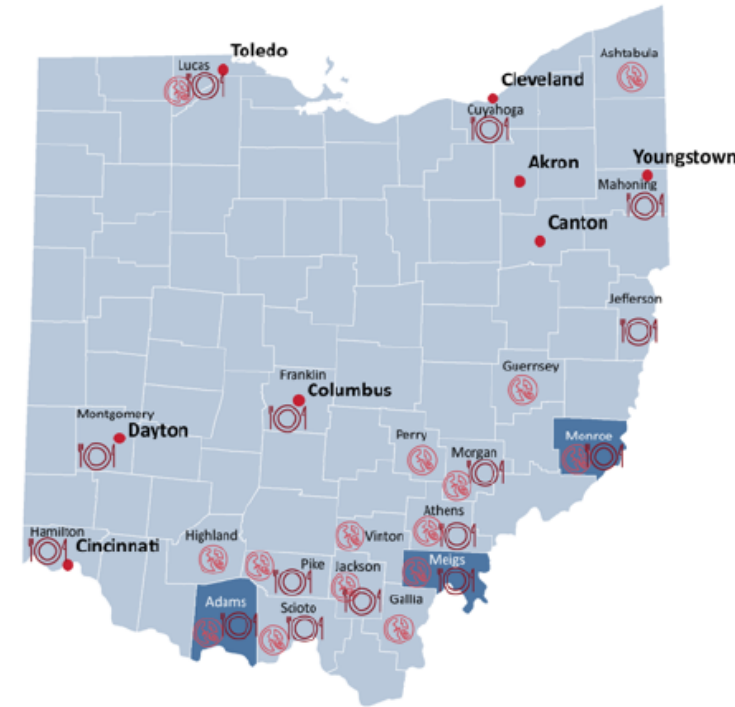 Toledo
Lucas
Ashtabula
Cleveland
Cuyahoga
Akron
Youngstown
Mahoning
Canton
Jefferson
Guernsey
Franklin
Columbus
Montgomery
Dayton
Perry
Monroe
Morgan
Athens
Hamilton
Cincinnati
Highland
Vinton
Pike
Jackson
Meigs
Adams
Scioto
Gallia